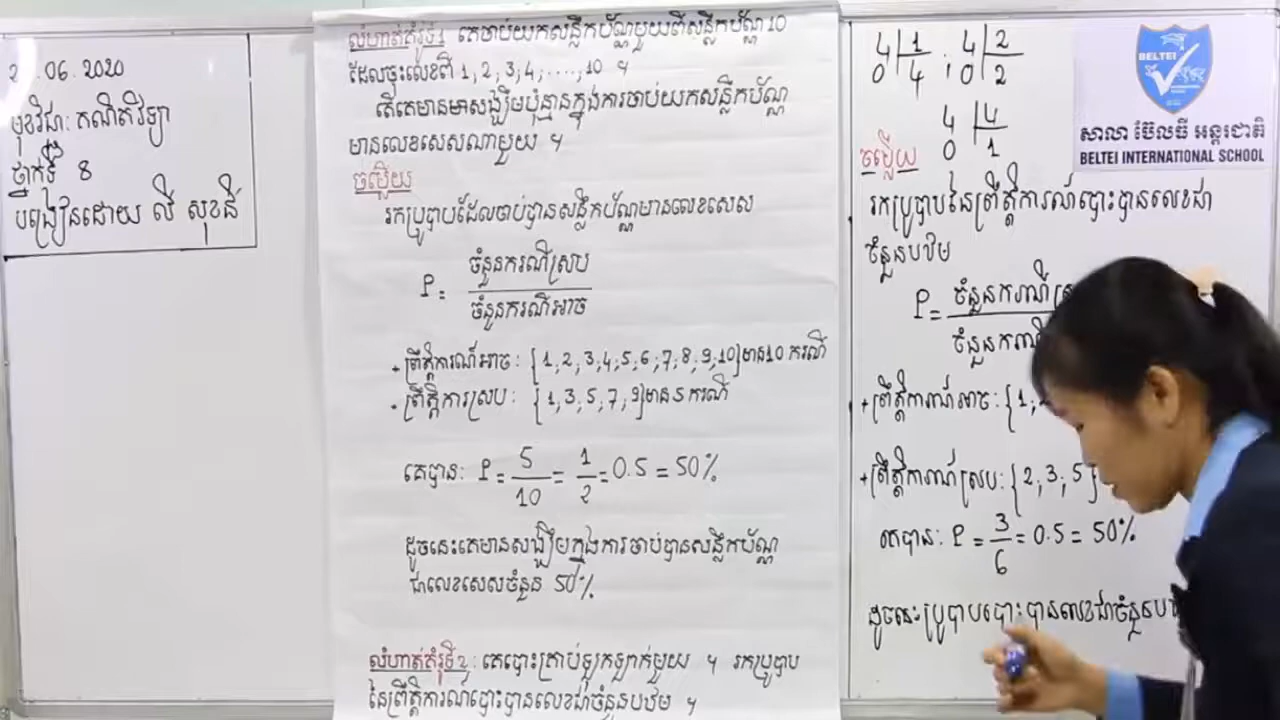 .06.2020
មុខវិជ្ជា: គណិតវិទ្យា
ថ្នាក់ទី 8
បង្រៀនដោយ លី សុខនី
លំហាត់គំរូទី1 គេចាប់យកសន្លឹកប័ណ្ណមួយពីសន្លឹកប័ណ្ណ 10
ដែលចុះលេខពី 1, 2, 3, 4, ...., 10 ។
តើគេមានមាសង្ឃឹមប៉ុន្មានក្នុងការចាប់យកសន្លឹកប័ណ្ណ
មានលេខសេសណាមួយ ។
ចម្លើយ
រកប្រូបាបដែលចាប់បានសន្លឹកប័ណ្ណមានលេខសេស
P = ចំនួនករណីស្រប
ចំនួនករណីអាច
+ ព្រឹត្តិការណ៍អាច: {1, 2, 3, 4, 5, 6, 7, 8, 9, 10} មាន 10 ករណី
+ ព្រឹត្តិការស្រប: {1, 3, 5, 7, 9} មាន 5 ករណី
គេបាន: P = 5/10 = 1/2 = 0.5 = 50%
ដូចនេះគេមានសង្ឃឹមក្នុងការចាប់បានសន្លឹកប័ណ្ណ
ជាលេខសេសចំនួន 50%
លំហាត់គំរូទី2: គេបោះគ្រាប់ឡុកឡាក់មួយ ។ រកប្រូបាប
នៃព្រឹត្តិការណ៍បោះបានលេខជាចំនួនបឋម ។
4 1 ; 4 2
0 4 0 2
4 4
0 1
BELTEI
សាលា ប៊ែលធី អន្តរជាតិ
BELTEI INTERNATIONAL SCHOOL
ចម្លើយ
រកប្រូបាបនៃព្រឹត្តិការណ៍បោះបានលេខជា
ចំនួនបឋម
P = ចំនួនករណី
ចំនួន
+ ព្រឹត្តិការណ៍អាច: {1,
+ ព្រឹត្តិការណ៍ស្រប: {2, 3, 5}
គេបាន: P = 3/6 = 0.5 = 50%
ដូចនេះប្រូបាបបោះបានលេខជាចំនួន